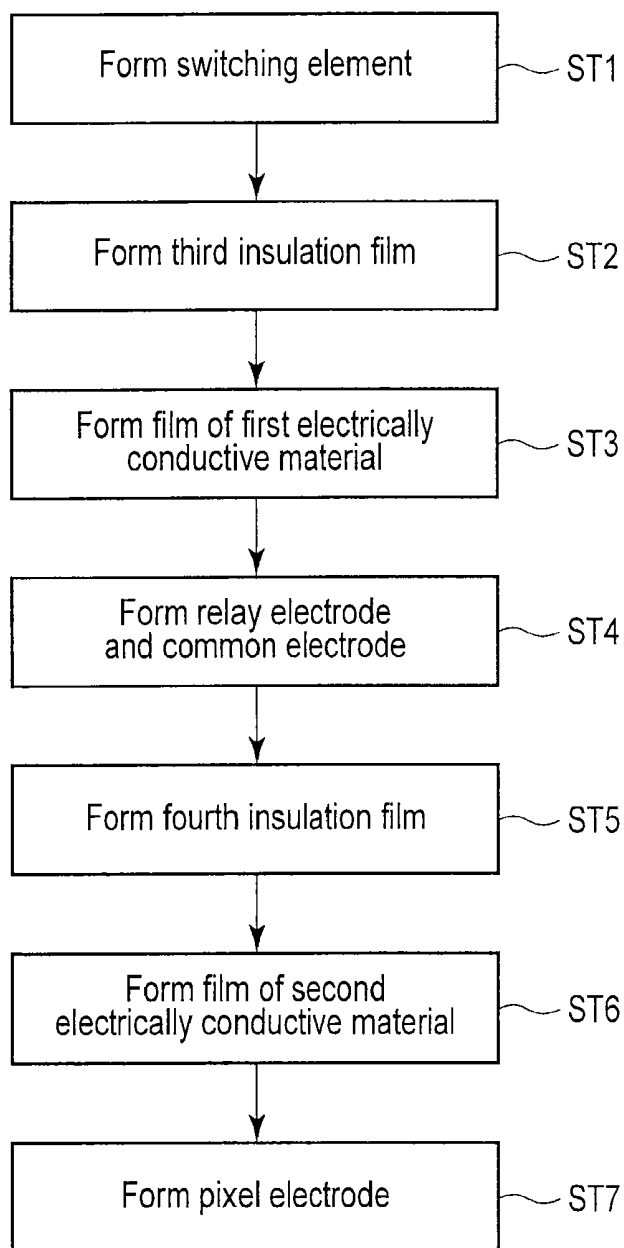 Form switching element
ST1
Form third insulation film
ST2
Form film of first electrically
conductive material
ST3
Form relay electrode
and common electrode
ST4
Form fourth insulation film
ST5
Form film of second
electrically conductive material
ST6
Form pixel electrode
ST7